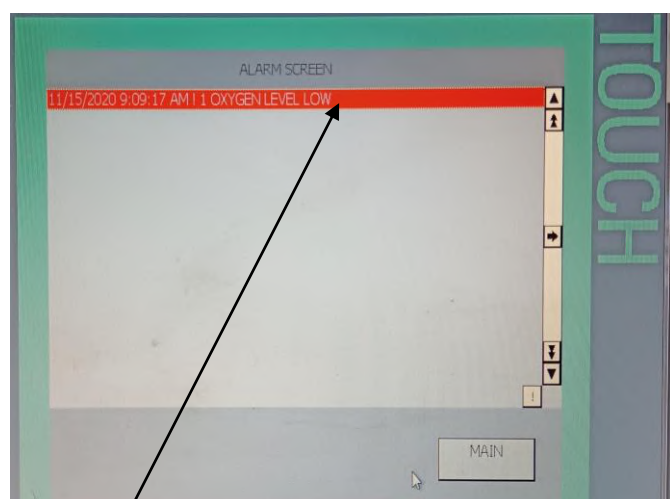 ALARM SCREEN
11/15/2020 9:09:17 AM ! 1 OXYGEN LEVEL LOW
!
MAIN
TOUCH